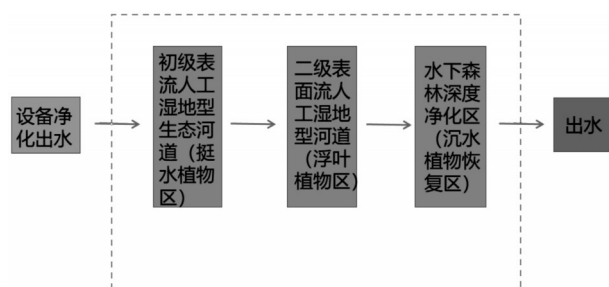 设备净
化出水
初级表
流人工
湿地型
生态河
道（挺
水植物
区）
二级表
面流人
工湿地
型河道
（浮叶
植物区）
水下森
林深度
净化区
（沉水
植物恢
复区）
出水